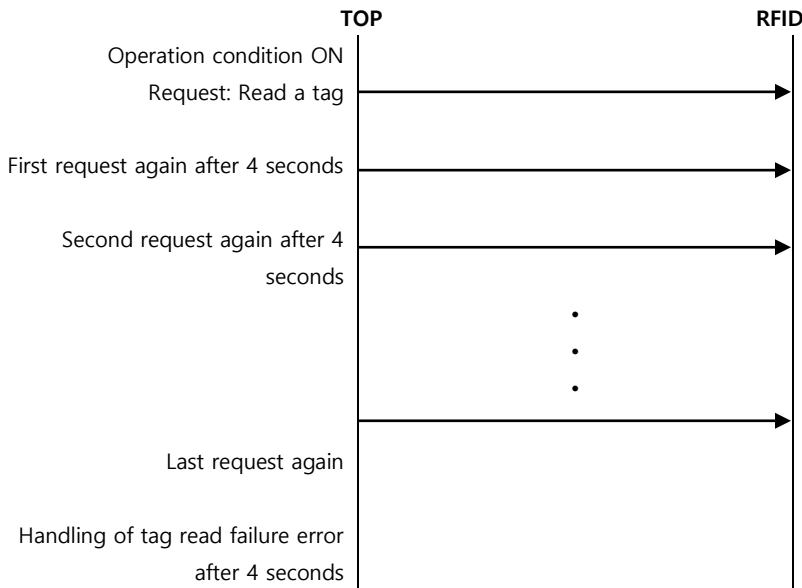 TOP RFID
Operation condition ON
Request: Read a tag
First request again after 4 seconds
Second request again after 4
seconds
Last request again
Handling of tag read failure error
after 4 seconds